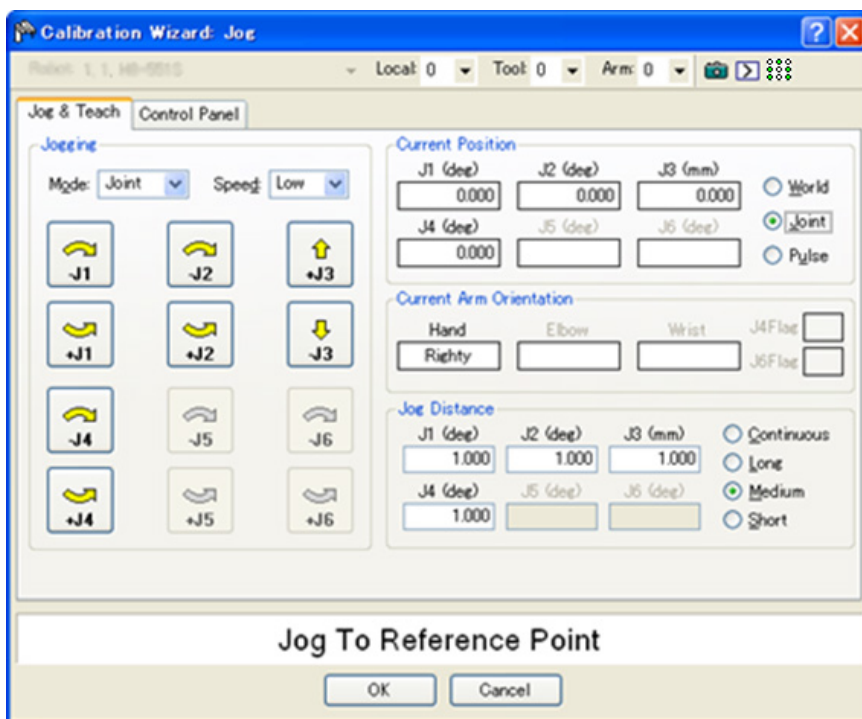 Calibration Wizard: Jog
Robot: 1, 1, H8-551S Local: 0 Tool: 0 Arm: 0
Jog & Teach Control Panel
Jogging
Mode: Joint Speed: Low
-J1 -J2 +J3
+J1 +J2 -J3
-J4 -J5 -J6
+J4 +J5 +J6
Current Position
J1 (deg) J2 (deg) J3 (mm)
0.000 0.000 0.000
J4 (deg) J5 (deg) J6 (deg)
0.000
World
Joint
Pulse
Current Arm Orientation
Hand Elbow Wrist J4Flag
Righty J6Flag
Jog Distance
J1 (deg) J2 (deg) J3 (mm)
1.000 1.000 1.000
J4 (deg) J5 (deg) J6 (deg)
1.000
Continuous
Long
Medium
Short
Jog To Reference Point
OK Cancel